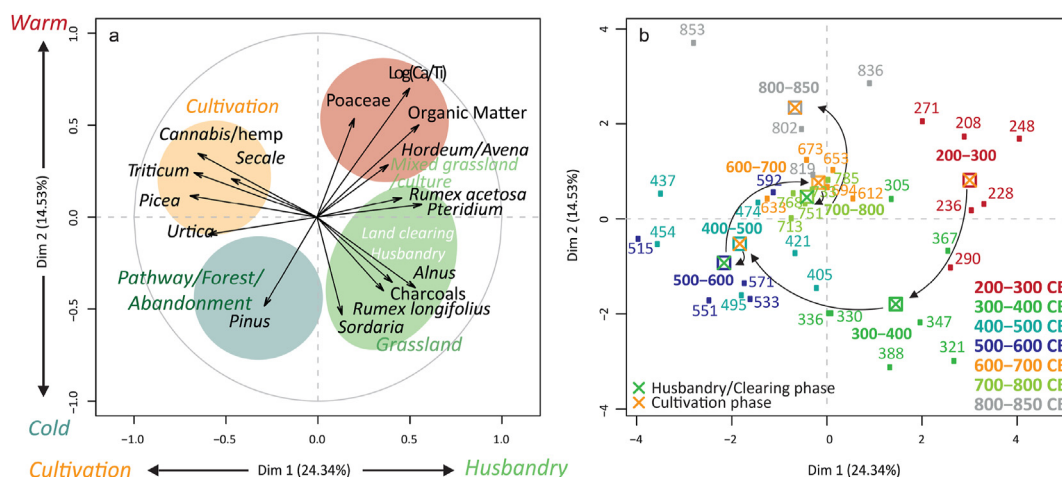 Warm
a
1.0
0.5
0.0
-0.5
-1.0
Dim 2 (14.53%)
Cold
Log(Ca/Ti)
Poaceae
Organic Matter
Cultivation
Cannabis/hemp
Secale
Triticum
Picea
Urtica
Hordeum/Avena
Mixed grassland
/culture
Rumex acetosa
Pteridium
Land clearing
Husbandry
Pathway/Forest/
Abandonment
Pinus
Alnus
Charcoals
Rumex longifolius
Sordaria
Grassland
−1.0 −0.5 0.0 0.5 1.0
Cultivation Dim 1 (24.34%) Husbandry
b
4
2
0
−2
−4
Dim 2 (14.53%)
853
836
800−850
802
271
208
248
200−300
673
653
600−700
819
785
592
437
633
694
612
305
228
236
768
751
700−800
474
713
400−500
454
515
421
367
290
500−600
571
405
551
495
533
336
330
300−400
347
388
321
200−300 CE
300−400 CE
400−500 CE
500−600 CE
600−700 CE
700−800 CE
800−850 CE
Husbandry/Clearing phase
Cultivation phase
−4 −2 0 2 4
Dim 1 (24.34%)